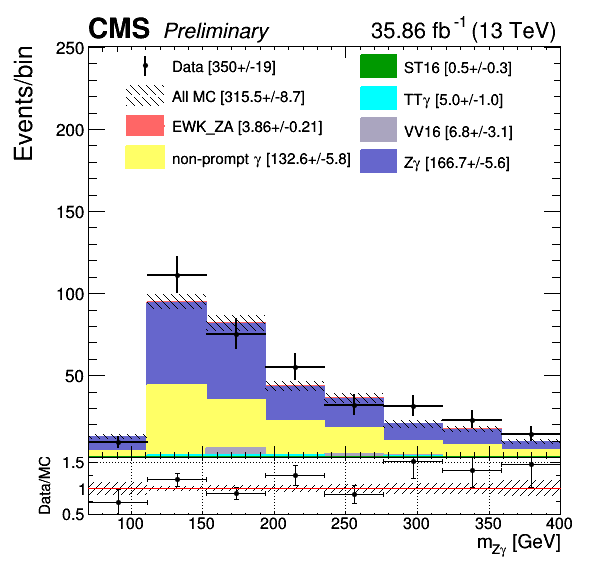 CMS Preliminary 35.86 fb⁻¹ (13 TeV)
Events/bin
250
200
150
100
50
Data [350+/-19]
All MC [315.5+/-8.7]
EWK_ZA [3.86+/-0.21]
non-prompt γ [132.6+/-5.8]
ST16 [0.5+/-0.3]
TTγ [5.0+/-1.0]
VV16 [6.8+/-3.1]
Zγ [166.7+/-5.6]
Data/MC
1.5
1
0.5
100 150 200 250 300 350 400
m_Zγ [GeV]